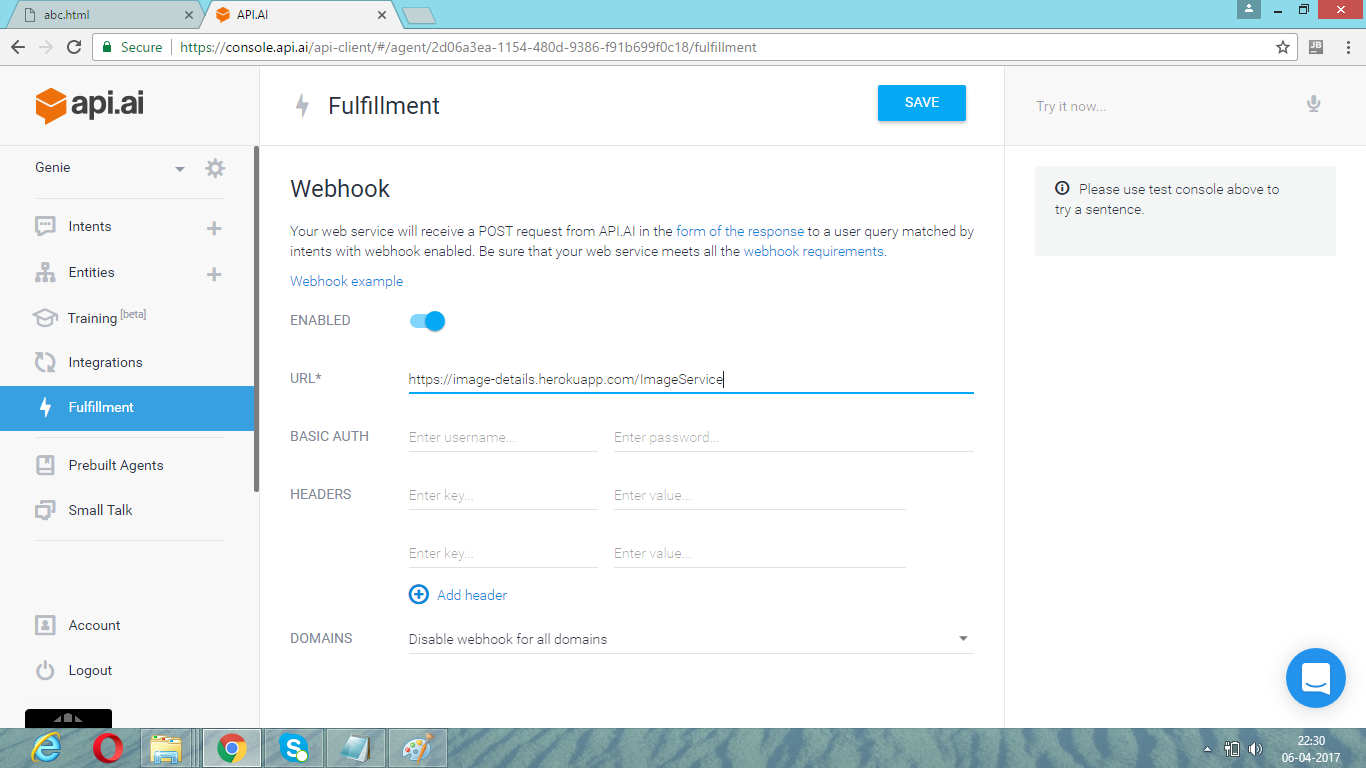 abc.html
API.AI
Secure
https://console.api.ai/api-client/#/agent/2d06a3ea-1154-480d-9386-f91b699f0c18/fulfillment
JB
api.ai
Genie
Intents
Entities
Training [beta]
Integrations
Fulfillment
Prebuilt Agents
Small Talk
Account
Logout
Fulfillment
SAVE
Webhook
Your web service will receive a POST request from API.AI in the form of the response to a user query matched by
intents with webhook enabled. Be sure that your web service meets all the webhook requirements.
Webhook example
ENABLED
URL*
https://image-details.herokuapp.com/ImageService
BASIC AUTH
Enter username...
Enter password...
HEADERS
Enter key...
Enter value...
Enter key...
Enter value...
Add header
DOMAINS
Disable webhook for all domains
Try it now...
Please use test console above to
try a sentence.
22:30
06-04-2017